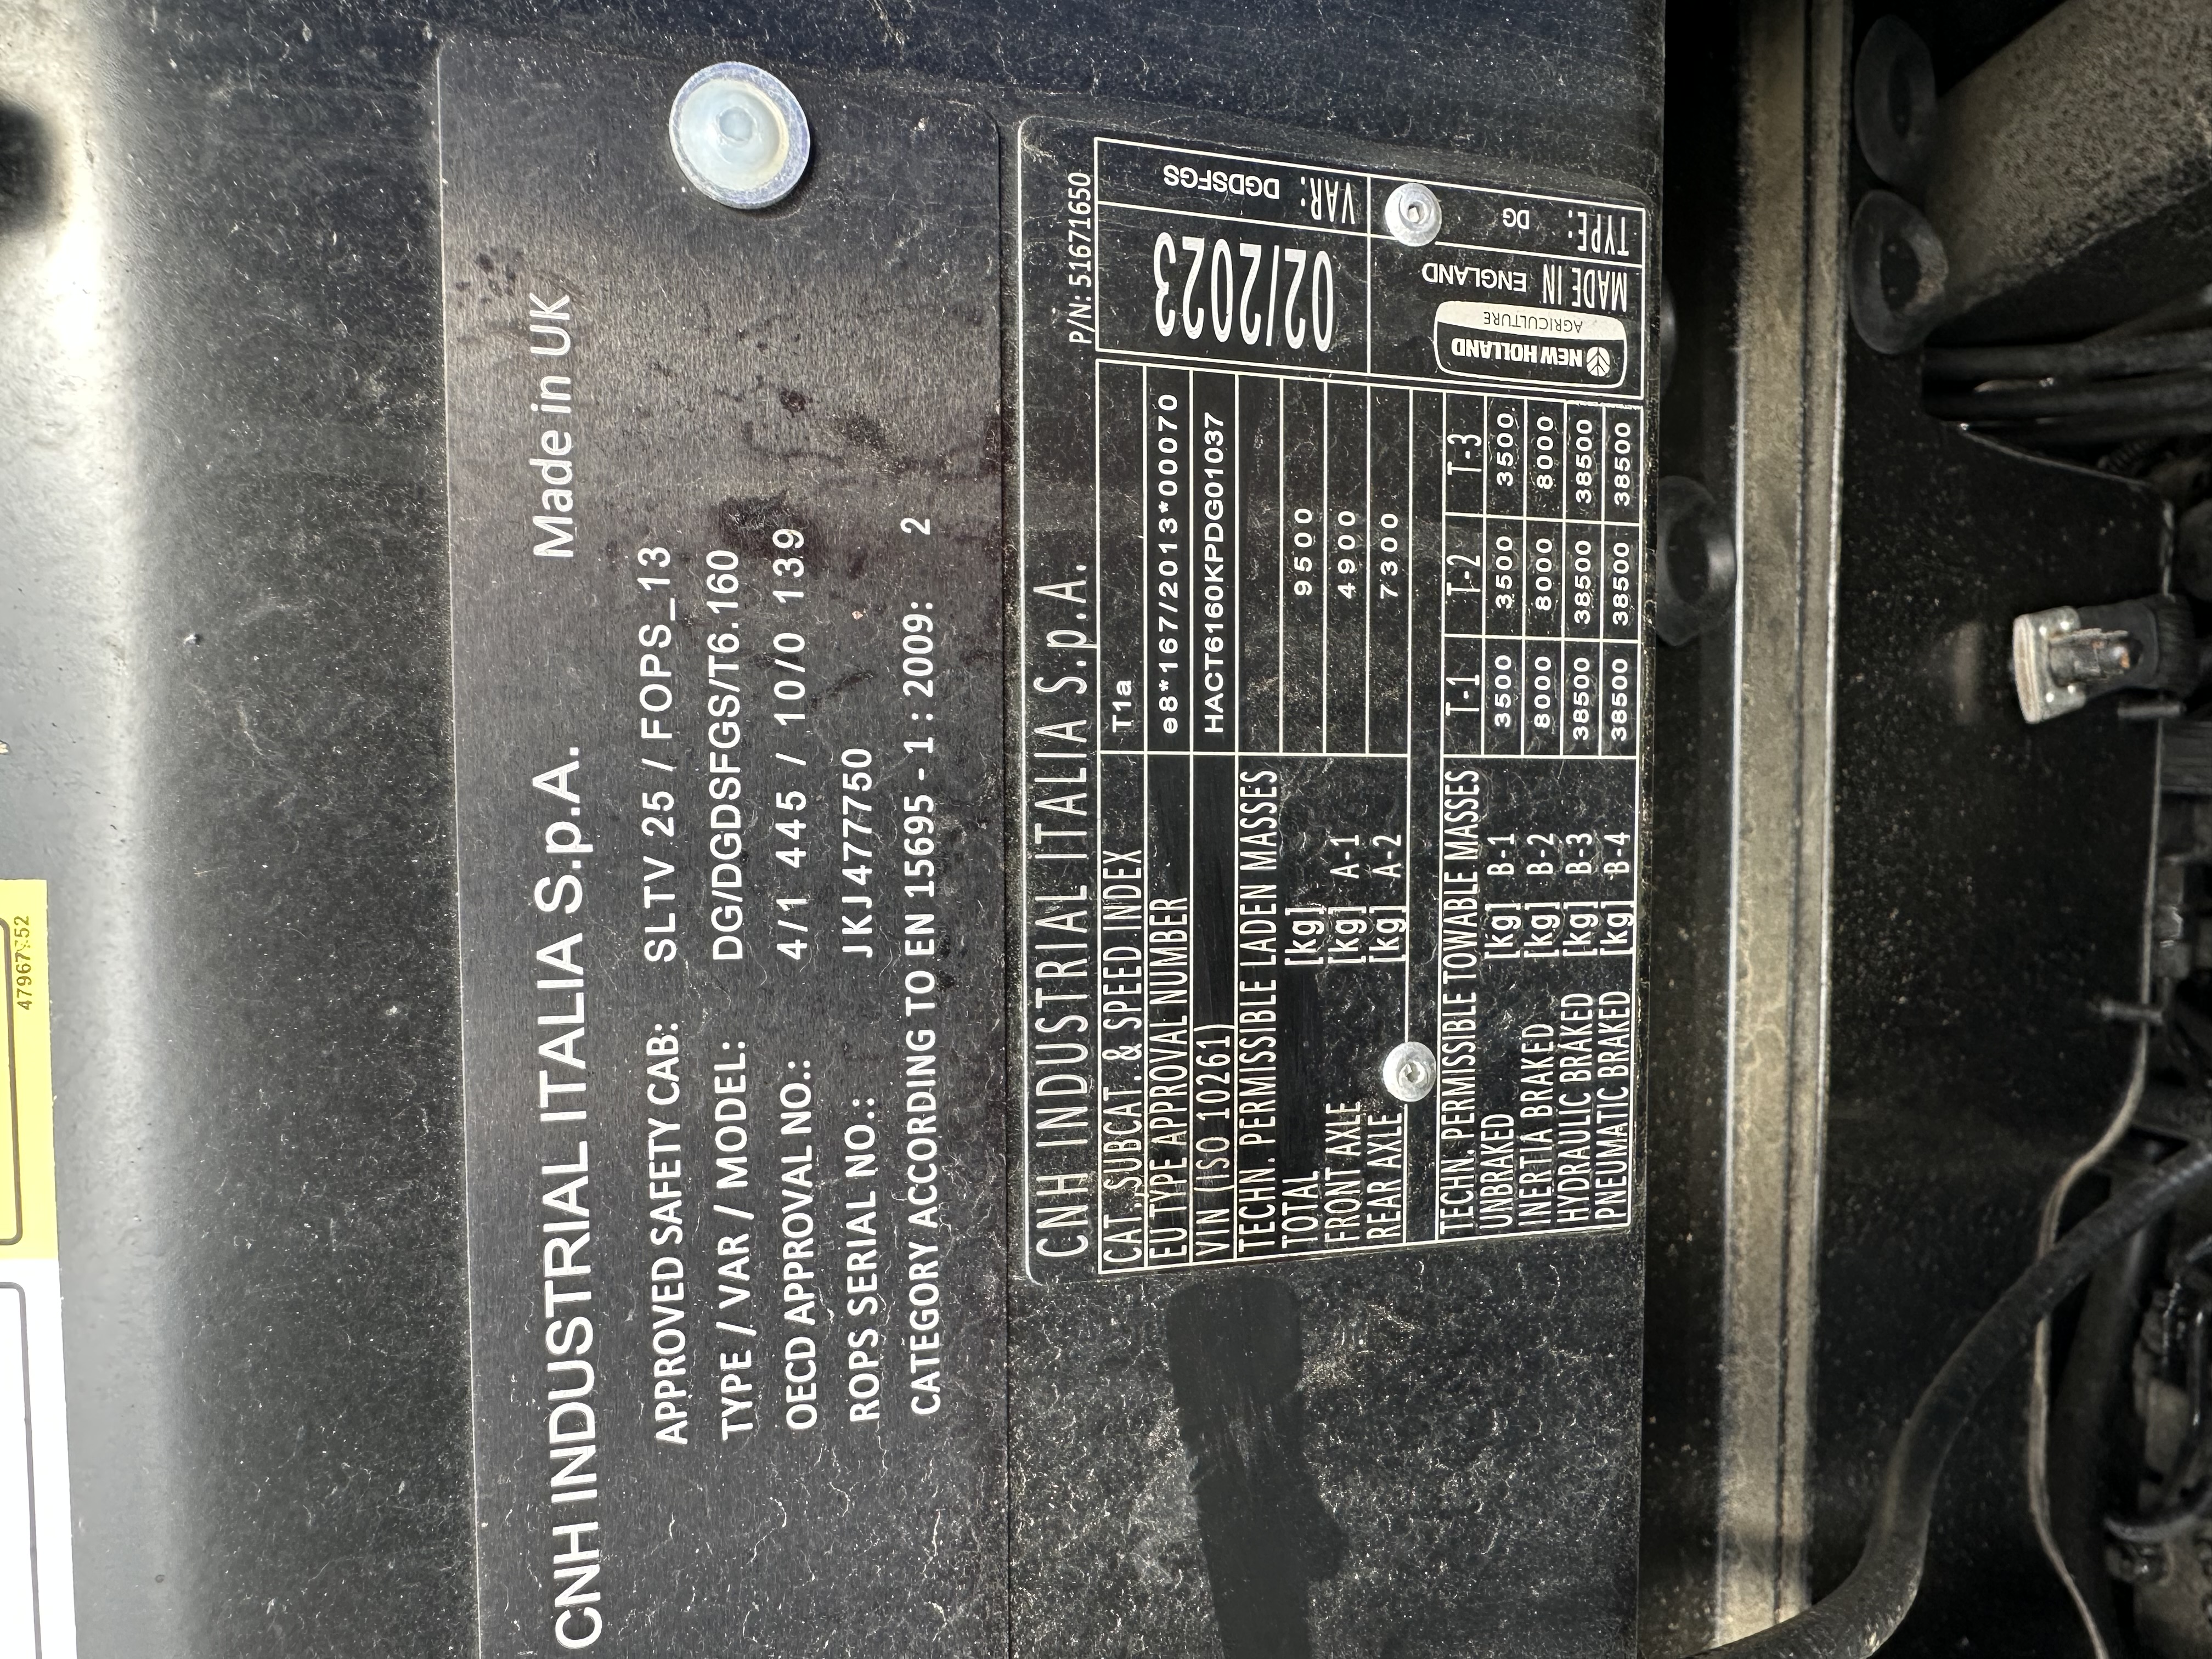 CNH INDUSTRIAL ITALIA S.p.A. Made in UK
APPROVED SAFETY CAB: SLTV 25 / FOPS_13
TYPE / VAR / MODEL: DG/DGDSFGS/T6.160
OECD APPROVAL NO.: 4/1 445 / 10/0 139
ROPS SERIAL NO.: JKJ477750
CATEGORY ACCORDING TO EN 15695 - 1 : 2009: 2
CNH INDUSTRIAL ITALIA S.p.A. P/N: 51671650
CAT.,SUBCAT. & SPEED INDEX T1a
EU TYPE APPROVAL NUMBER e8*167/2013*00070
VIN (ISO 10261) HACT6160KPDG01037
TECHN. PERMISSIBLE LADEN MASSES
TOTAL [kg] 9500
FRONT AXLE [kg] A-1 4900
REAR AXLE [kg] A-2 7300
TECHN. PERMISSIBLE TOWABLE MASSES T-1 T-2 T-3
UNBRAKED [kg] B-1 3500 3500 3500
INERTIA BRAKED [kg] B-2 8000 8000 8000
HYDRAULIC BRAKED [kg] B-3 38500 38500 38500
PNEUMATIC BRAKED [kg] B-4 38500 38500 38500
NEW HOLLAND
AGRICULTURE
MADE IN ENGLAND
TYPE: DG
02/2023
VAR: DGDSFGS